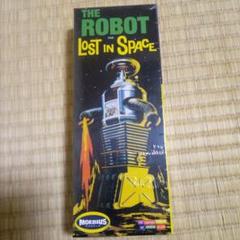 THE
ROBOT
LOST IN SPACE
MOEBIUS